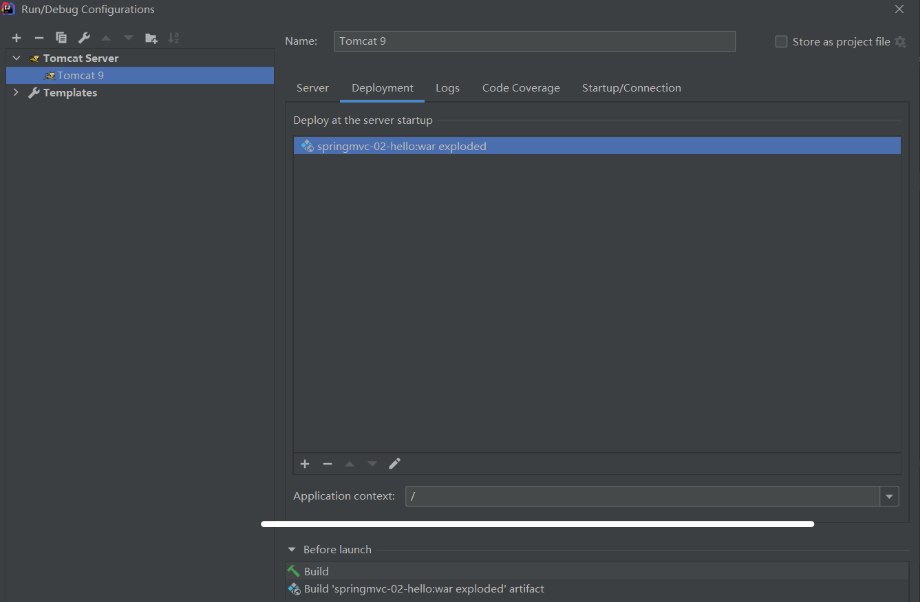 Run/Debug Configurations
Name:
Tomcat 9
Store as project file
Tomcat Server
Tomcat 9
Templates
Server
Deployment
Logs
Code Coverage
Startup/Connection
Deploy at the server startup
springmvc-02-hello:war exploded
Application context:
/
Before launch
Build
Build 'springmvc-02-hello:war exploded' artifact